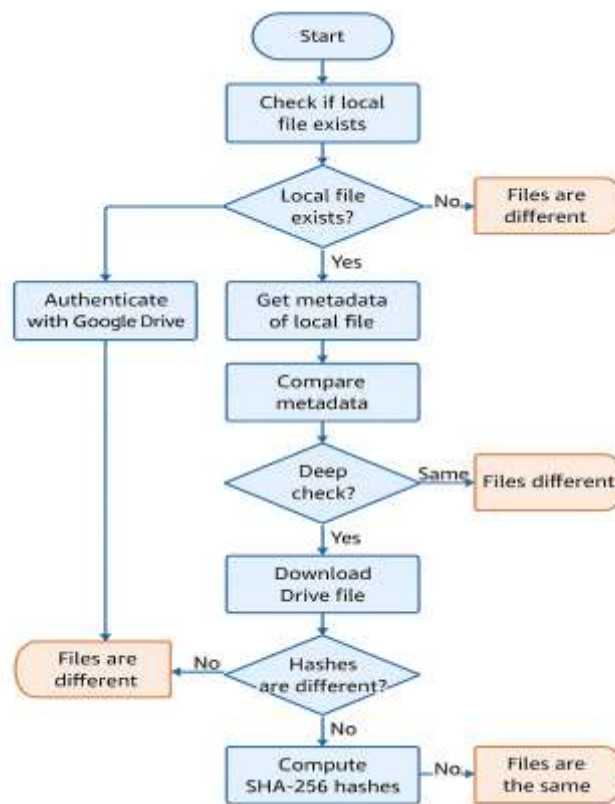 Start
Check if local
file exists
Local file
exists?
No
Files are
different
Yes
Authenticate
with Google Drive
Get metadata
of local file
Compare
metadata
Deep
check?
Same
Files different
Yes
Download
Drive file
Files are
different
No
Hashes
are different?
No
Compute
SHA-256 hashes
No
Files are
the same